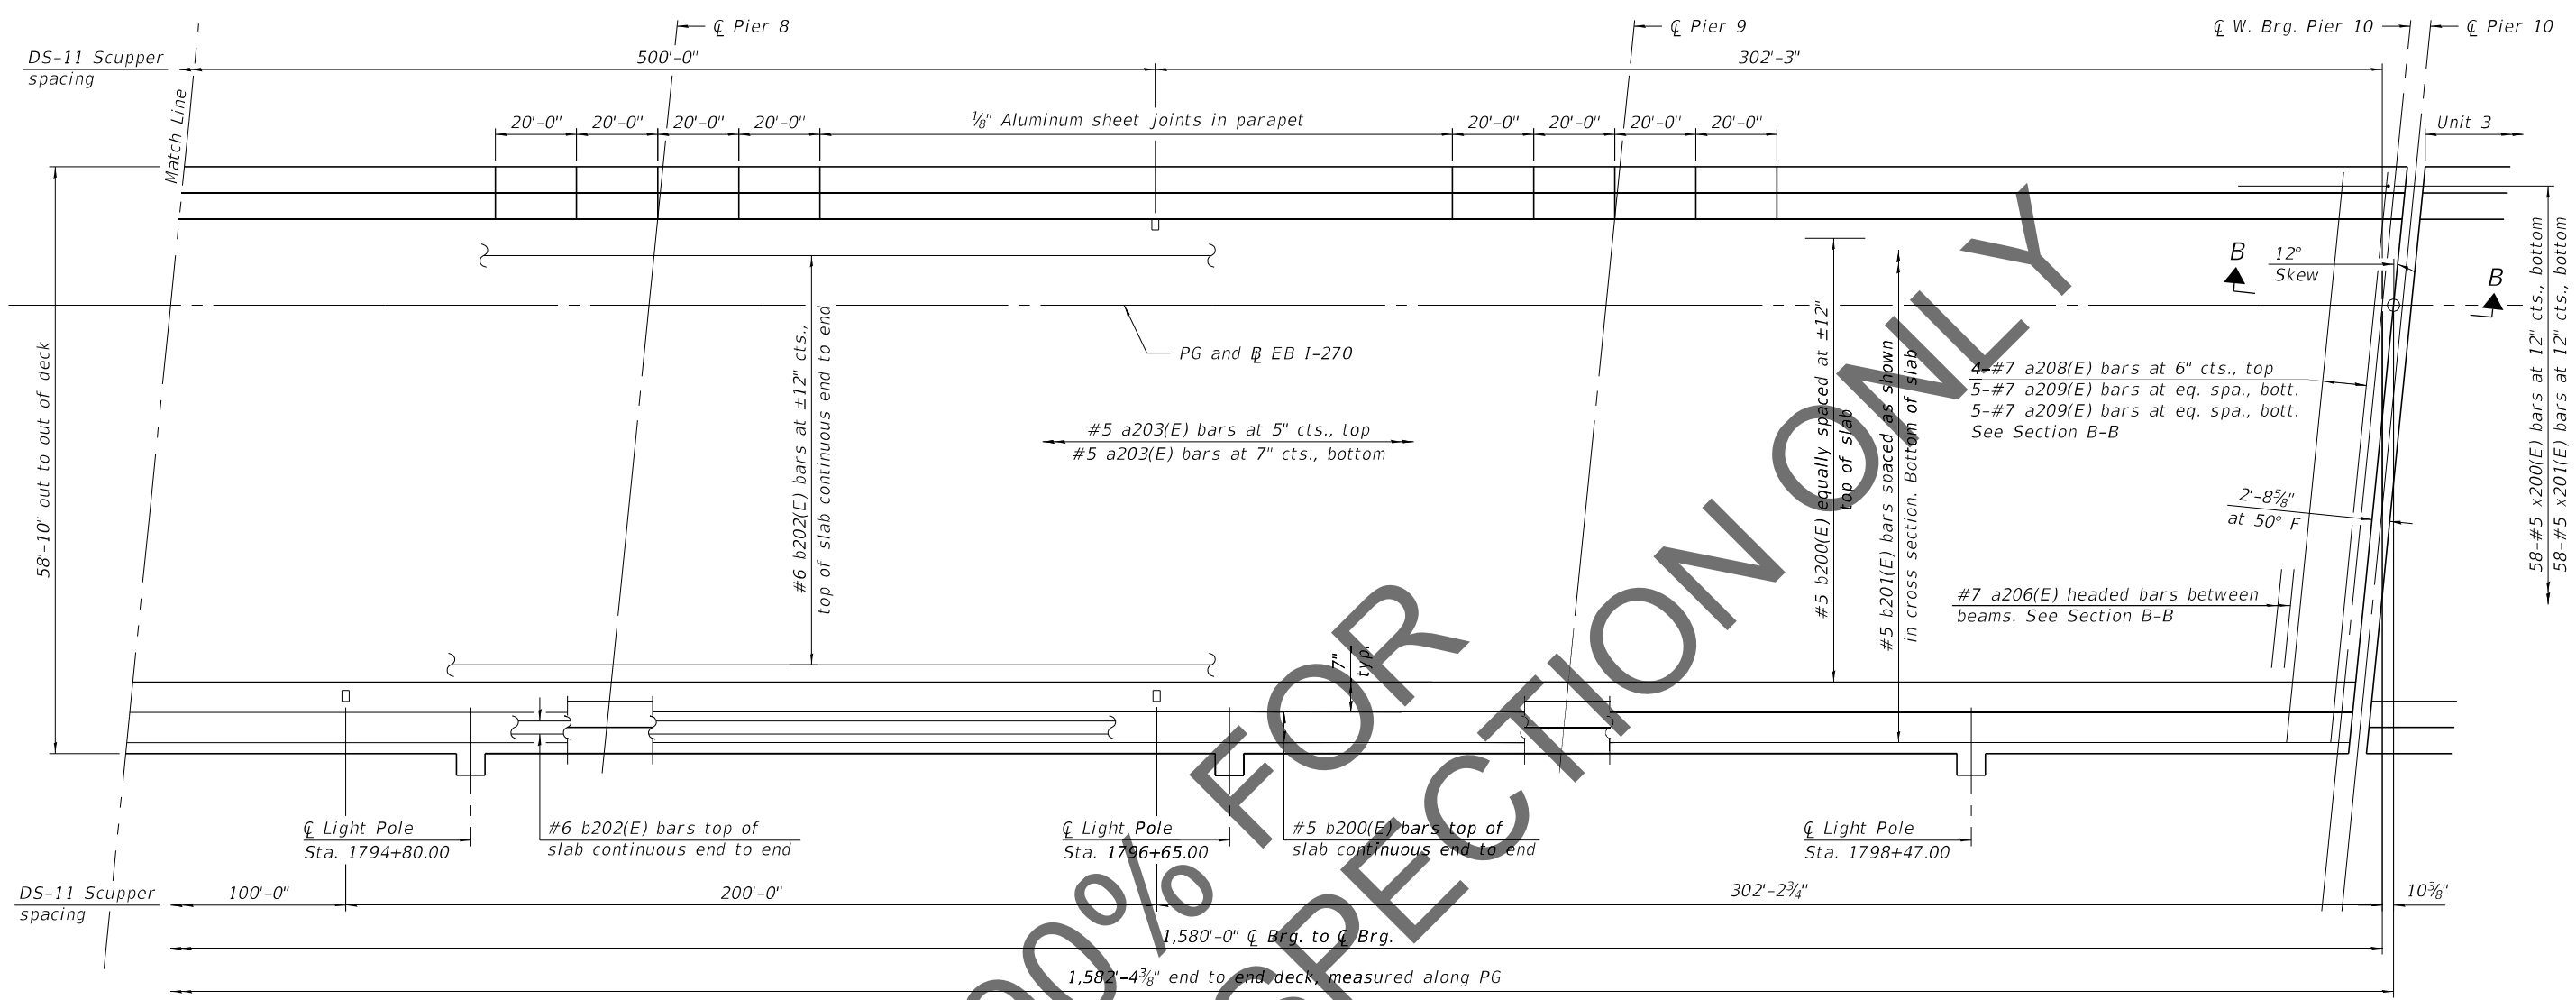 ℄ Pier 8
℄ Pier 9
℄ W. Brg. Pier 10
℄ Pier 10
DS-11 Scupper
spacing
500'-0"
302'-3"
Match Line
20'-0"
20'-0"
20'-0"
20'-0"
⅛" Aluminum sheet joints in parapet
20'-0"
20'-0"
20'-0"
20'-0"
Unit 3
58'-10" out to out of deck
#6 b202(E) bars at ±12" cts.,
top of slab continuous end to end
PG and ⅊ EB I-270
#5 a203(E) bars at 5" cts., top
#5 a203(E) bars at 7" cts., bottom
#5 b200(E) equally spaced at ±12"
top of slab
#5 b201(E) bars spaced as shown
in cross section. Bottom of slab
B
12°
Skew
B
4-#7 a208(E) bars at 6" cts., top
5-#7 a209(E) bars at eq. spa., bott.
5-#7 a209(E) bars at eq. spa., bott.
See Section B-B
2'-8⅝"
at 50° F
58-#5 x200(E) bars at 12" cts., bottom
58-#5 x201(E) bars at 12" cts., bottom
#7 a206(E) headed bars between
beams. See Section B-B
7"
typ.
℄ Light Pole
Sta. 1794+80.00
#6 b202(E) bars top of
slab continuous end to end
℄ Light Pole
Sta. 1796+65.00
#5 b200(E) bars top of
slab continuous end to end
℄ Light Pole
Sta. 1798+47.00
DS-11 Scupper
spacing
100'-0"
200'-0"
302'-2¾"
10⅜"
1,580'-0" ℄ Brg. to ℄ Brg.
1,582'-4⅜" end to end deck, measured along PG
0% FOR
SPECTION ONLY